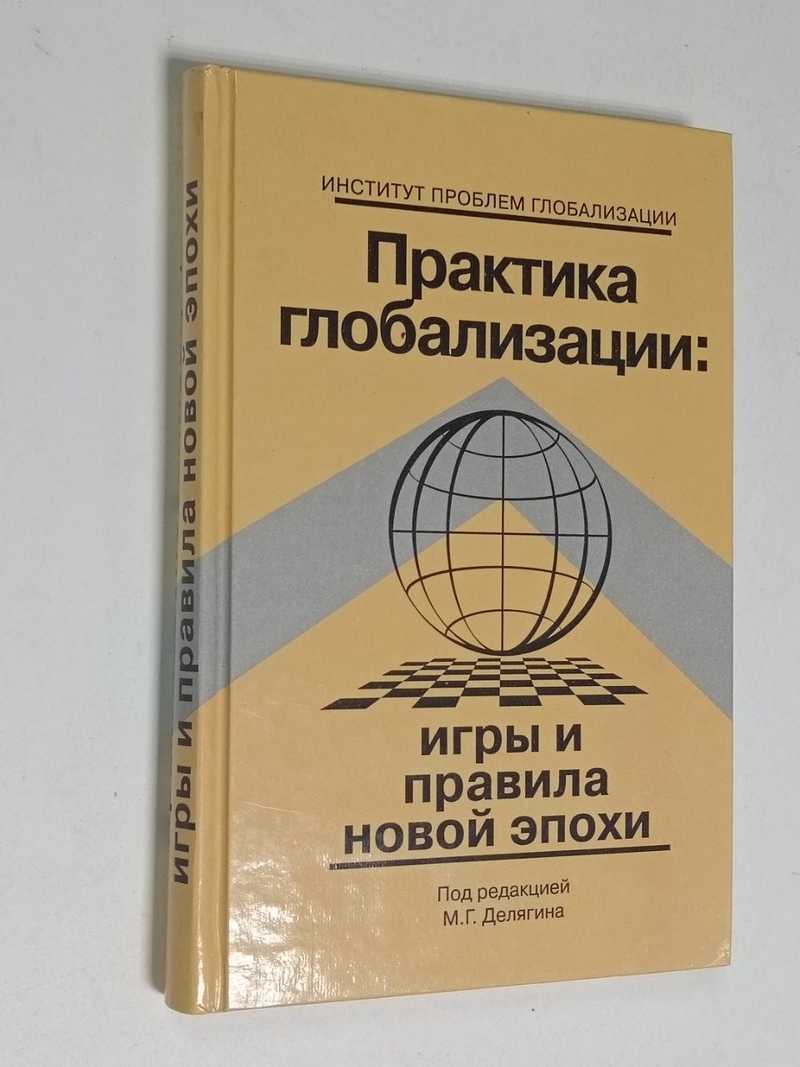 игры и правила новой эпохи
ИНСТИТУТ ПРОБЛЕМ ГЛОБАЛИЗАЦИИ
Практика
глобализации:
игры и
правила
новой эпохи
Под редакцией
М.Г. Делягина